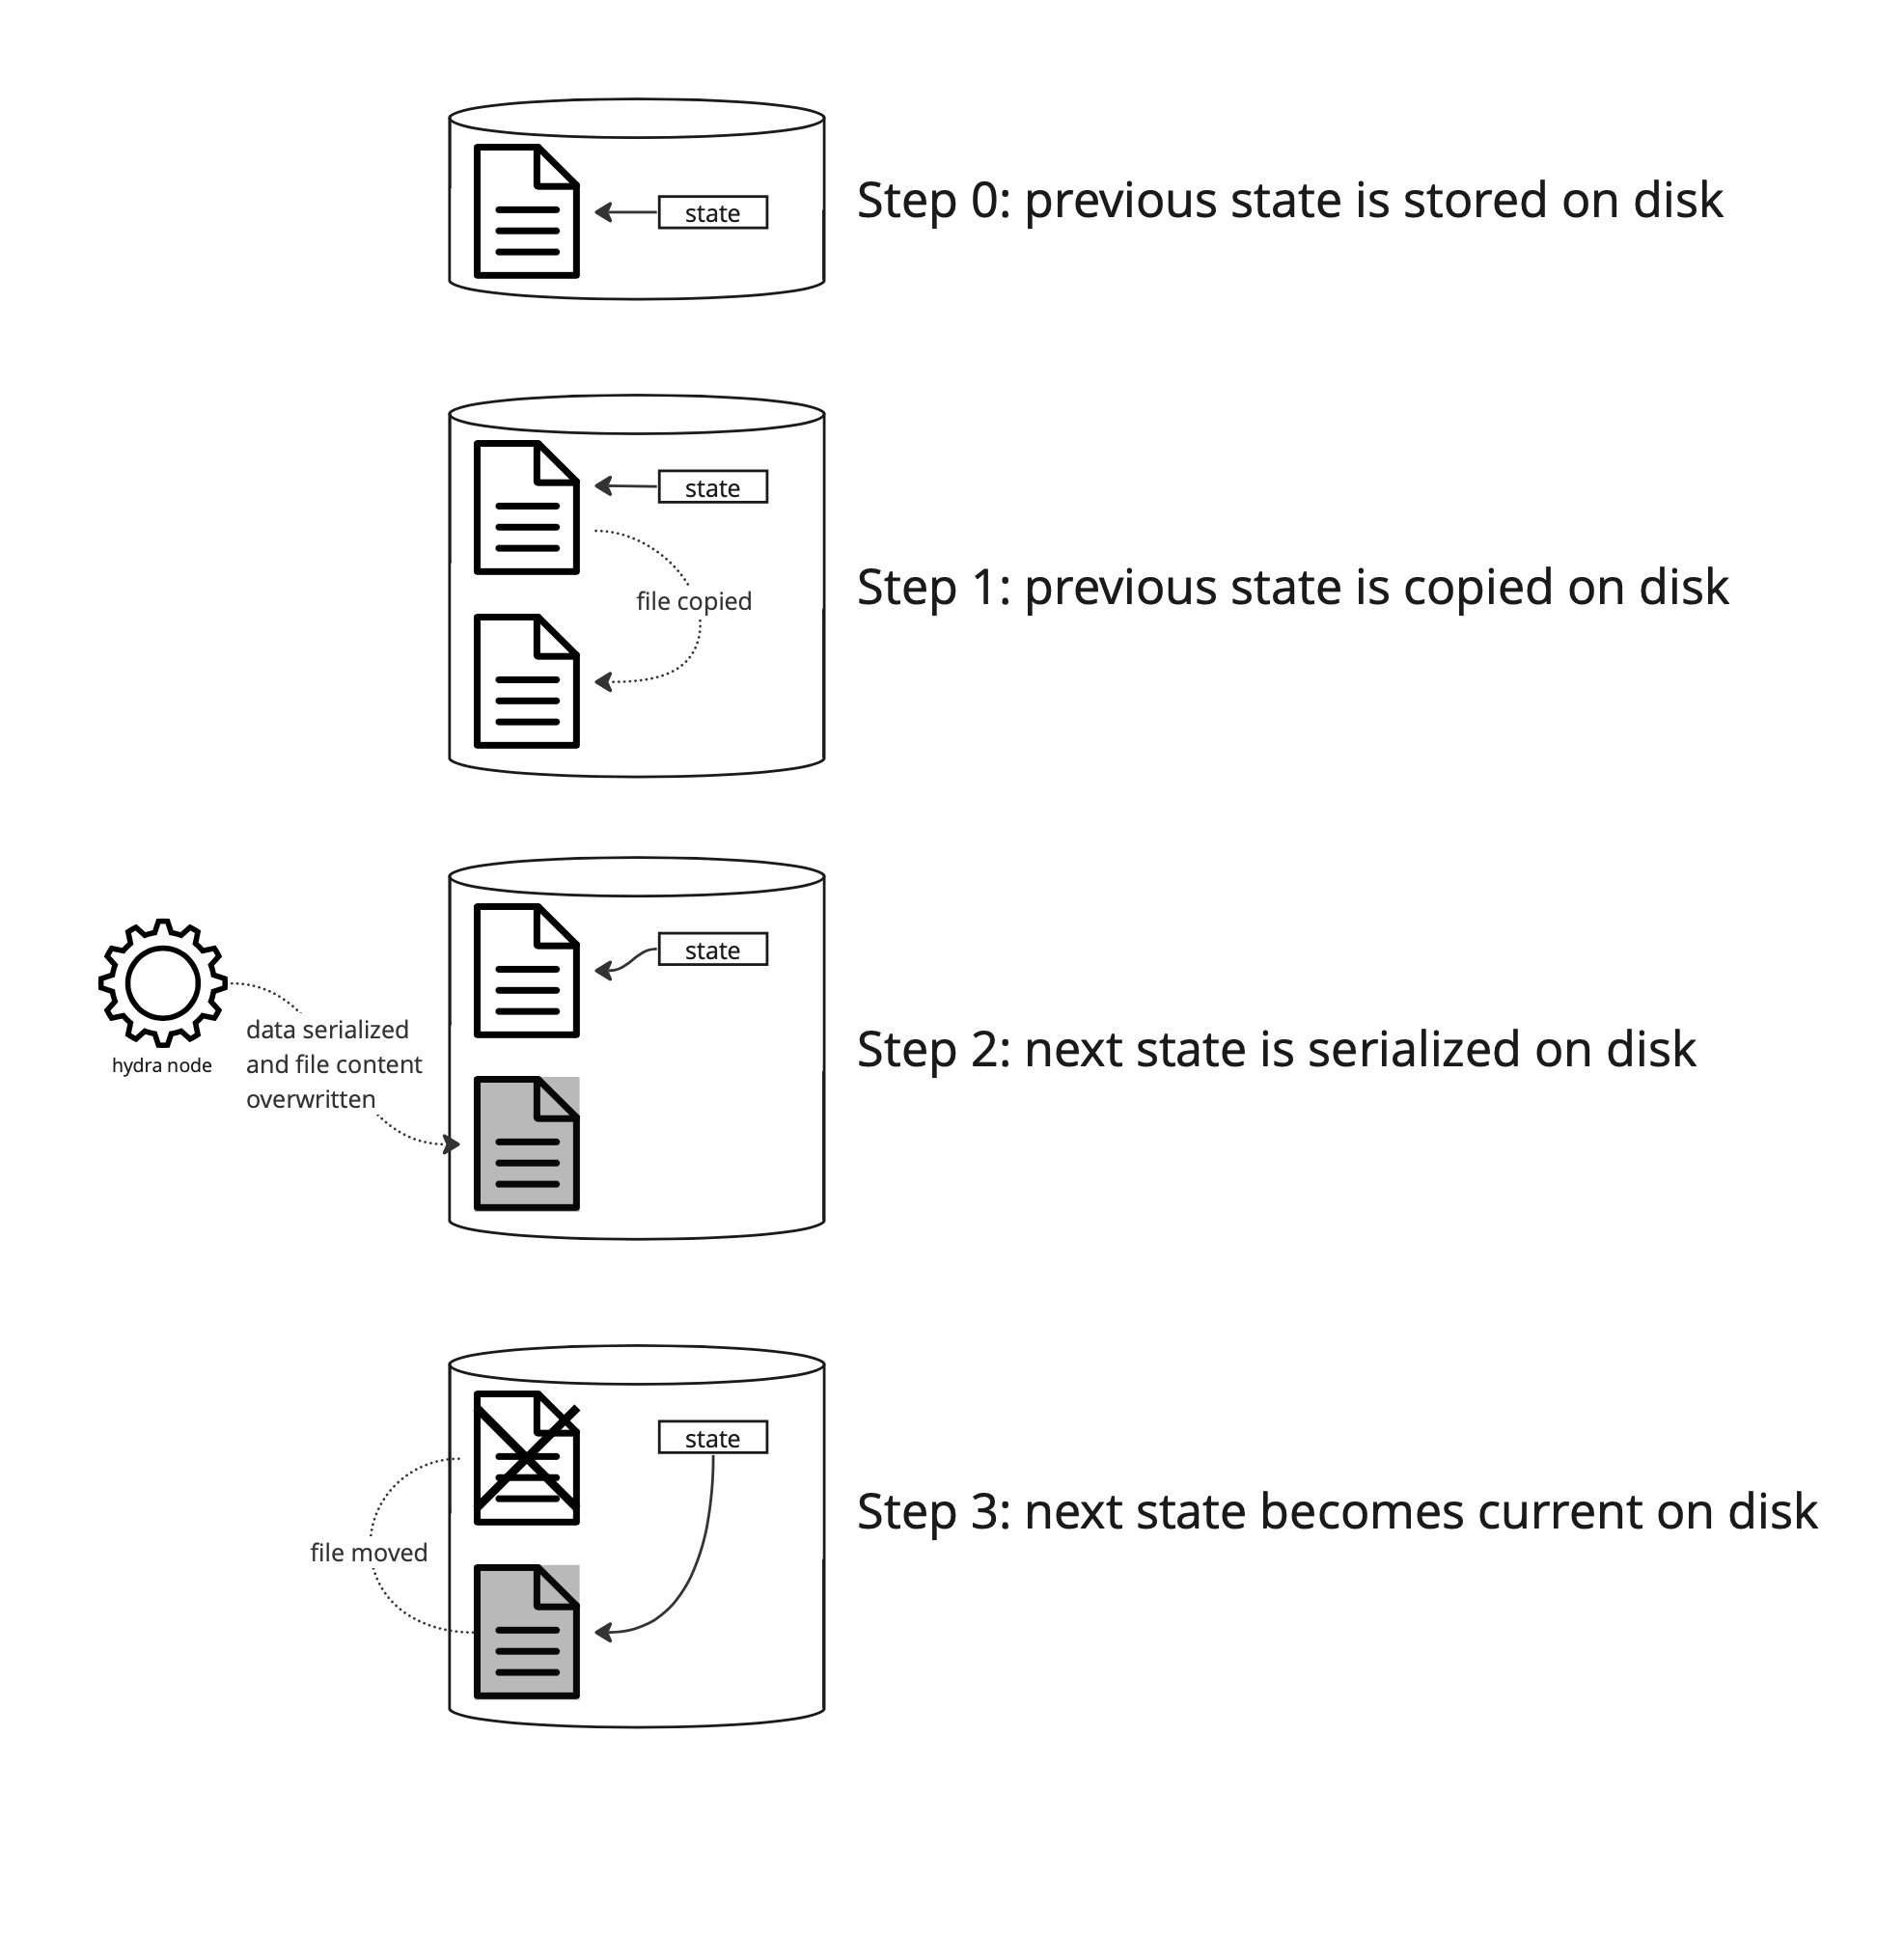 state
Step 0: previous state is stored on disk
state
file copied
Step 1: previous state is copied on disk
state
hydra node
data serialized
and file content
overwritten
Step 2: next state is serialized on disk
state
file moved
Step 3: next state becomes current on disk